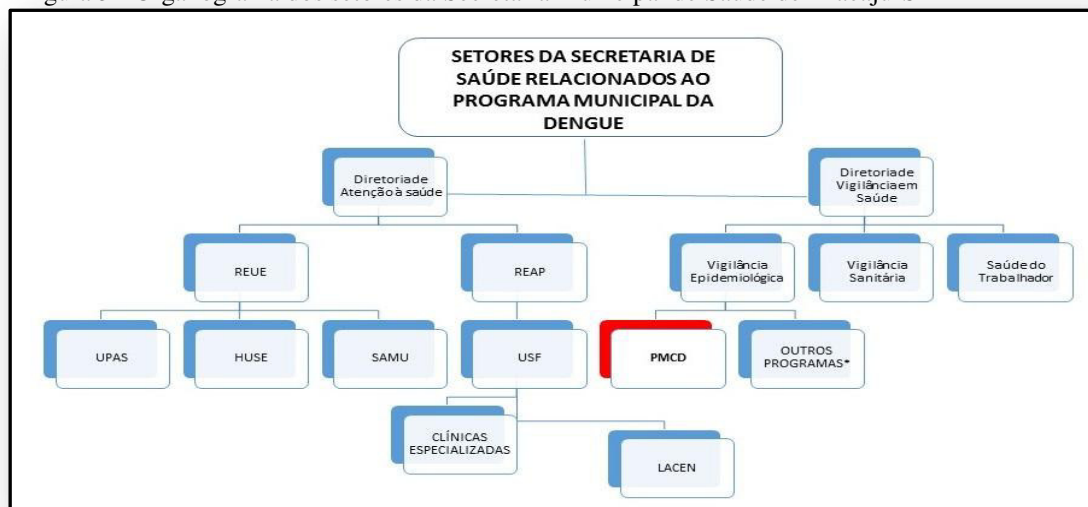 SETORES DA SECRETARIA DE
SAÚDE RELACIONADOS AO
PROGRAMA MUNICIPAL DA
DENGUE
Diretoria de
Atenção à saúde
Diretoria de
Vigilância em
Saúde
REUE
REAP
Vigilância
Epidemiológica
Vigilância
Sanitária
Saúde do
Trabalhador
UPAS
HUSE
SAMU
USF
PMCD
OUTROS
PROGRAMAS*
CLÍNICAS
ESPECIALIZADAS
LACEN